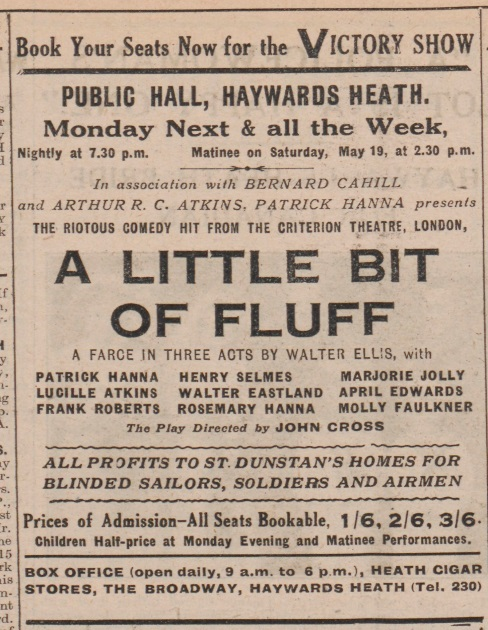 Book Your Seats Now for the VICTORY SHOW
PUBLIC HALL, HAYWARDS HEATH.
Monday Next & all the Week,
Nightly at 7.30 p.m. Matinee on Saturday, May 19, at 2.30 p.m.
In association with BERNARD CAHILL
and ARTHUR R. C. ATKINS, PATRICK HANNA presents
THE RIOTOUS COMEDY HIT FROM THE CRITERION THEATRE, LONDON,
A LITTLE BIT
OF FLUFF
A FARCE IN THREE ACTS BY WALTER ELLIS, with
PATRICK HANNA HENRY SELMES MARJORIE JOLLY
LUCILLE ATKINS WALTER EASTLAND APRIL EDWARDS
FRANK ROBERTS ROSEMARY HANNA MOLLY FAULKNER
The Play Directed by JOHN CROSS
ALL PROFITS TO ST. DUNSTAN'S HOMES FOR
BLINDED SAILORS, SOLDIERS AND AIRMEN
Prices of Admission—All Seats Bookable, 1/6, 2/6, 3/6.
Children Half-price at Monday Evening and Matinee Performances.
BOX OFFICE (open daily, 9 a.m. to 6 p.m.), HEATH CIGAR
STORES, THE BROADWAY, HAYWARDS HEATH (Tel. 230)